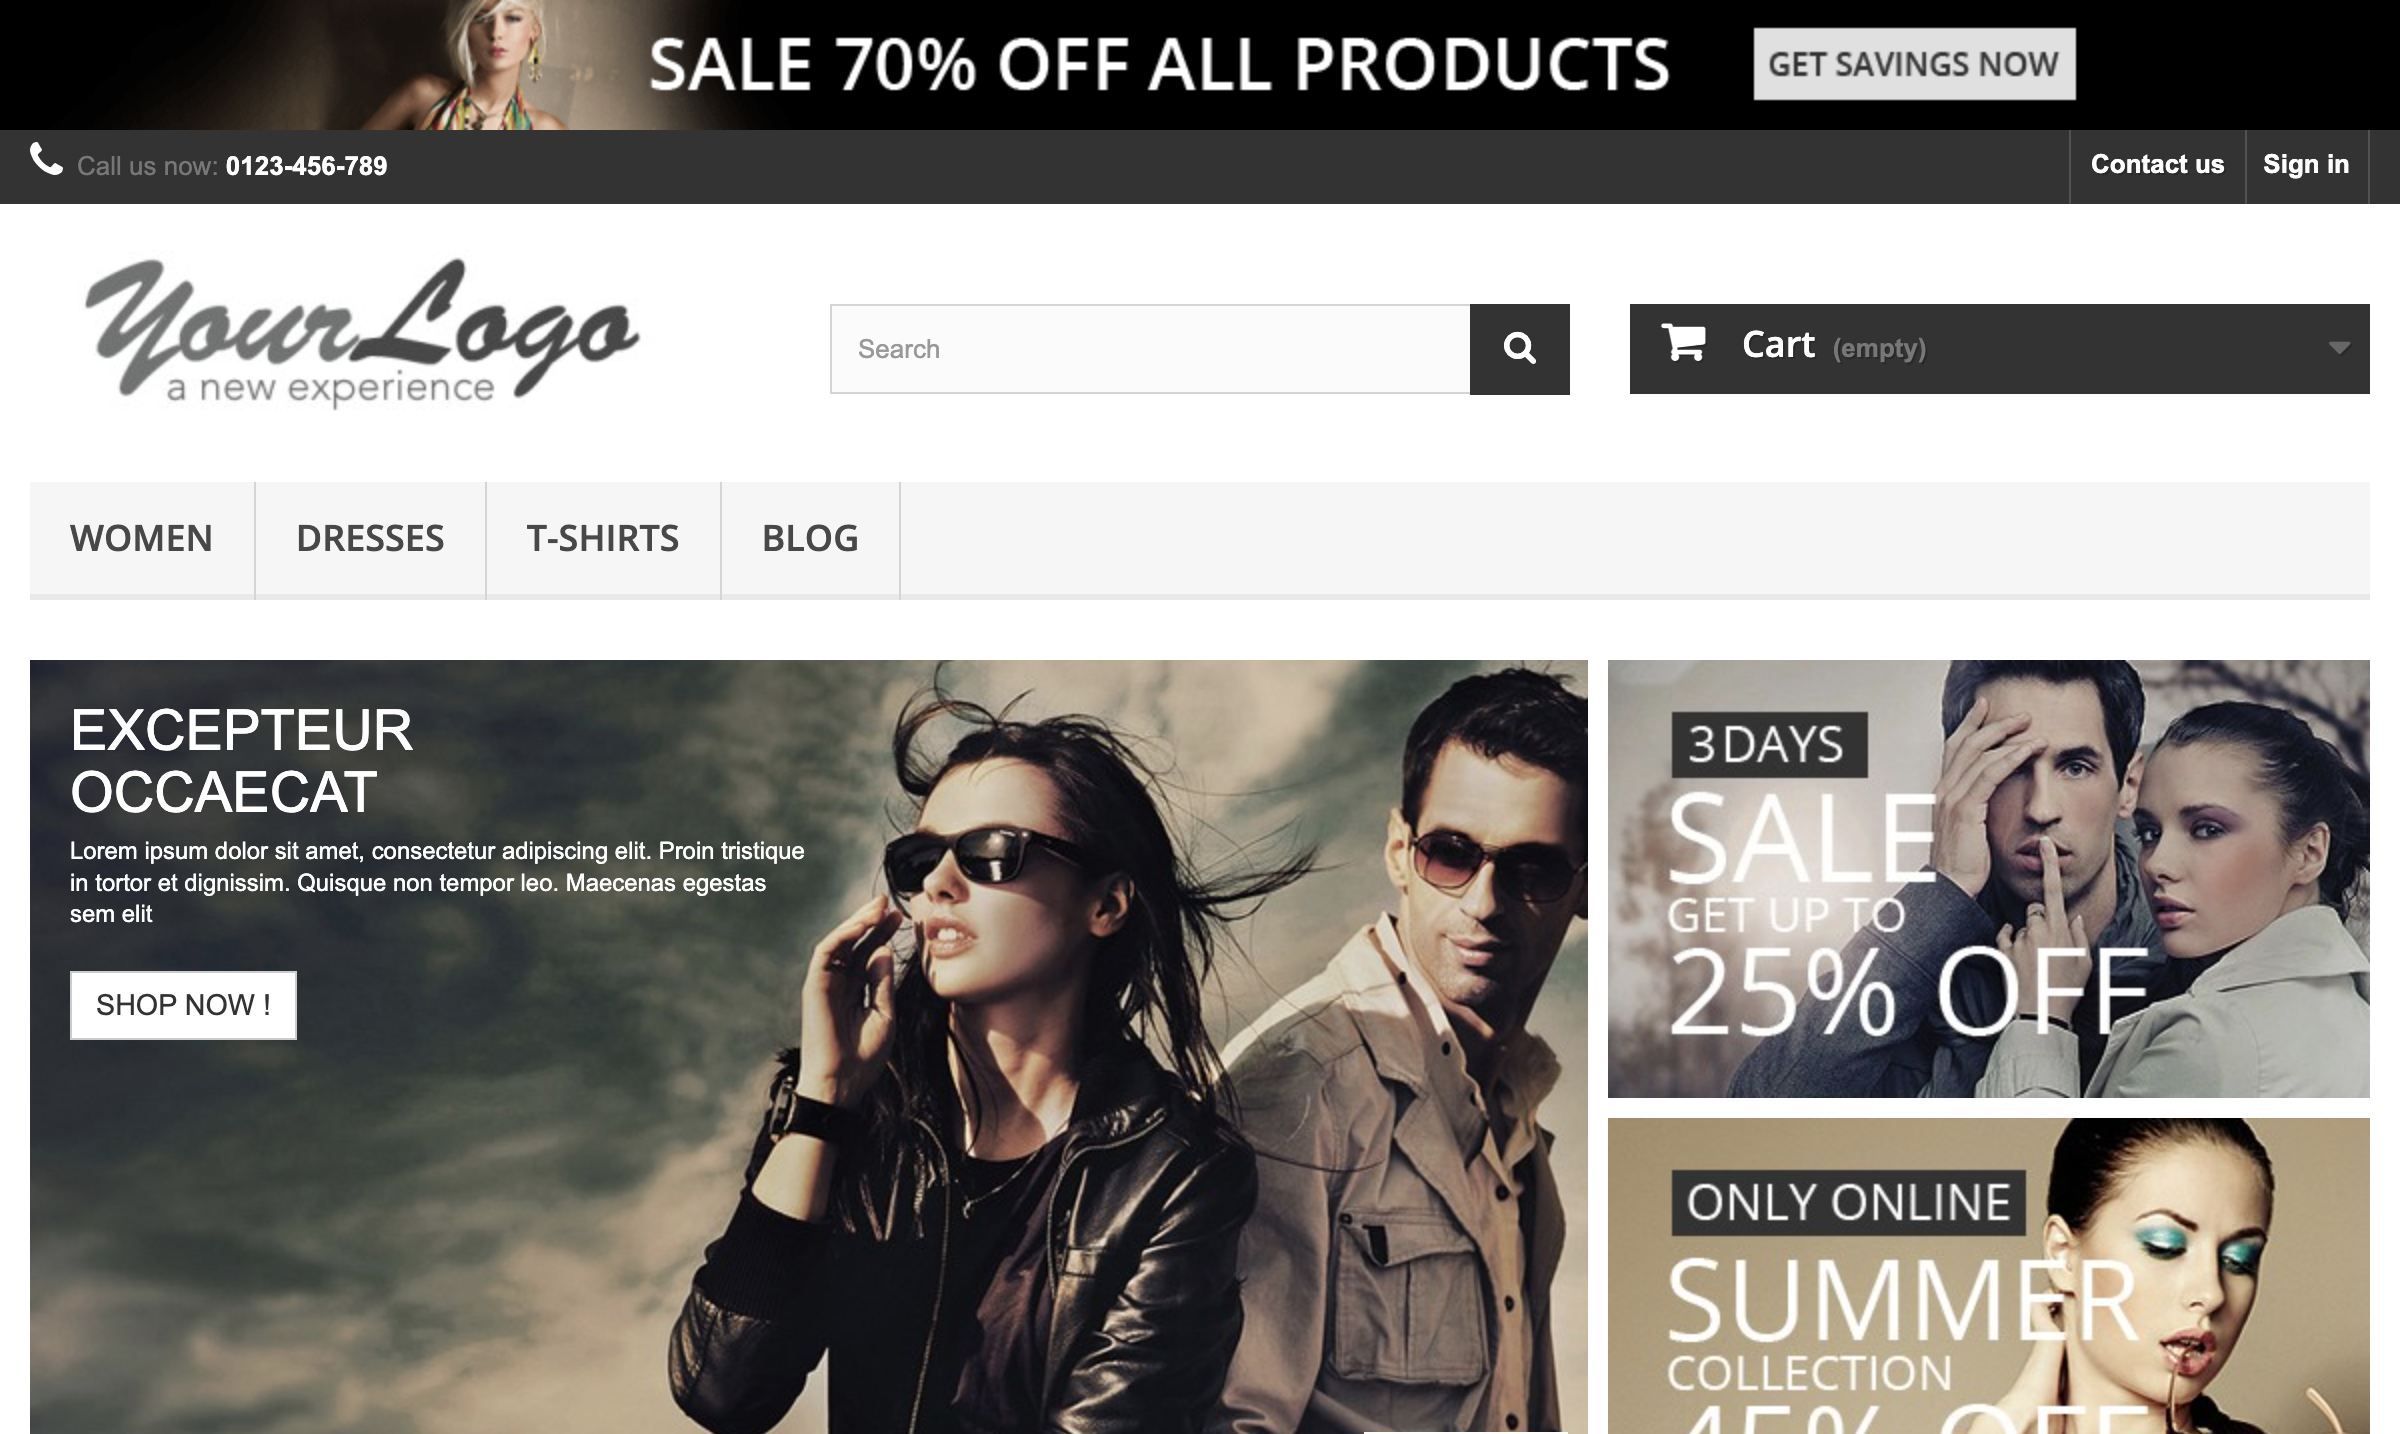 SALE 70% OFF ALL PRODUCTS
GET SAVINGS NOW
Call us now: 0123-456-789
Contact us
Sign in
YourLogo
a new experience
Search
Cart (empty)
WOMEN
DRESSES
T-SHIRTS
BLOG
EXCEPTEUR
OCCAECAT
Lorem ipsum dolor sit amet, consectetur adipiscing elit. Proin tristique
in tortor et dignissim. Quisque non tempor leo. Maecenas egestas
sem elit
SHOP NOW !
3 DAYS
SALE
GET UP TO
25% OFF
ONLY ONLINE
SUMMER
COLLECTION
45% OFF